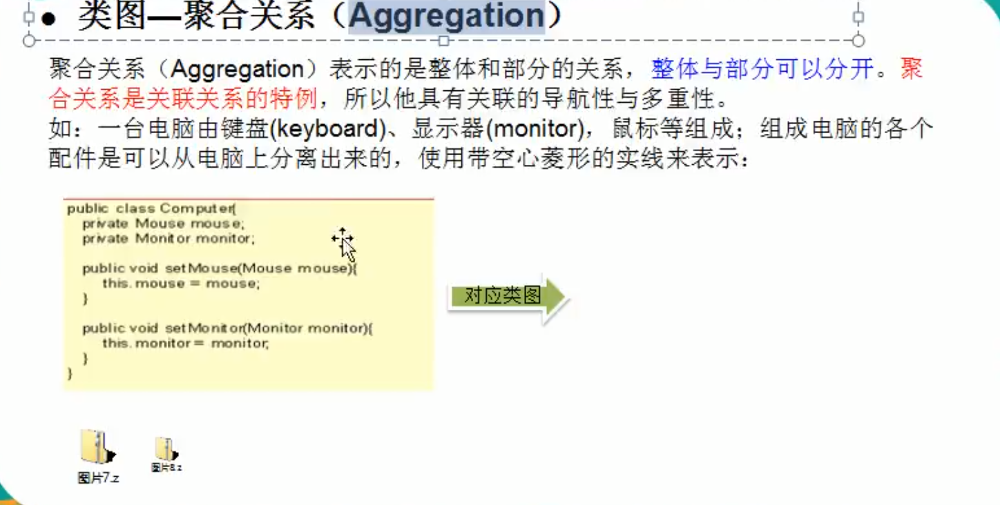 ● 类图—聚合关系（Aggregation）
聚合关系（Aggregation）表示的是整体和部分的关系，整体与部分可以分开。聚
合关系是关联关系的特例，所以他具有关联的导航性与多重性。
如：一台电脑由键盘(keyboard)、显示器(monitor)，鼠标等组成；组成电脑的各个
配件是可以从电脑上分离出来的，使用带空心菱形的实线来表示：
public class Computer{
private Mouse mouse;
private Monitor monitor;
public void setMouse(Mouse mouse){
this.mouse = mouse;
}
public void setMonitor(Monitor monitor){
this.monitor = monitor;
}
}
对应类图
图片7.z
图片8.z